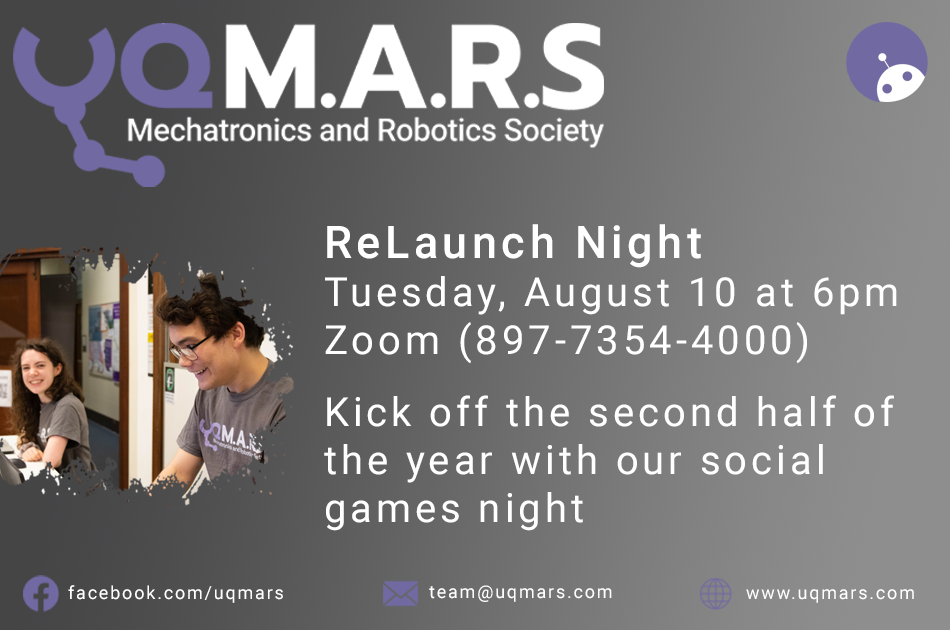 UQM.A.R.S
Mechatronics and Robotics Society
ReLaunch Night
Tuesday, August 10 at 6pm
Zoom (897-7354-4000)
Kick off the second half of
the year with our social
games night
UQM.A.R.S
facebook.com/uqmars
team@uqmars.com
www.uqmars.com